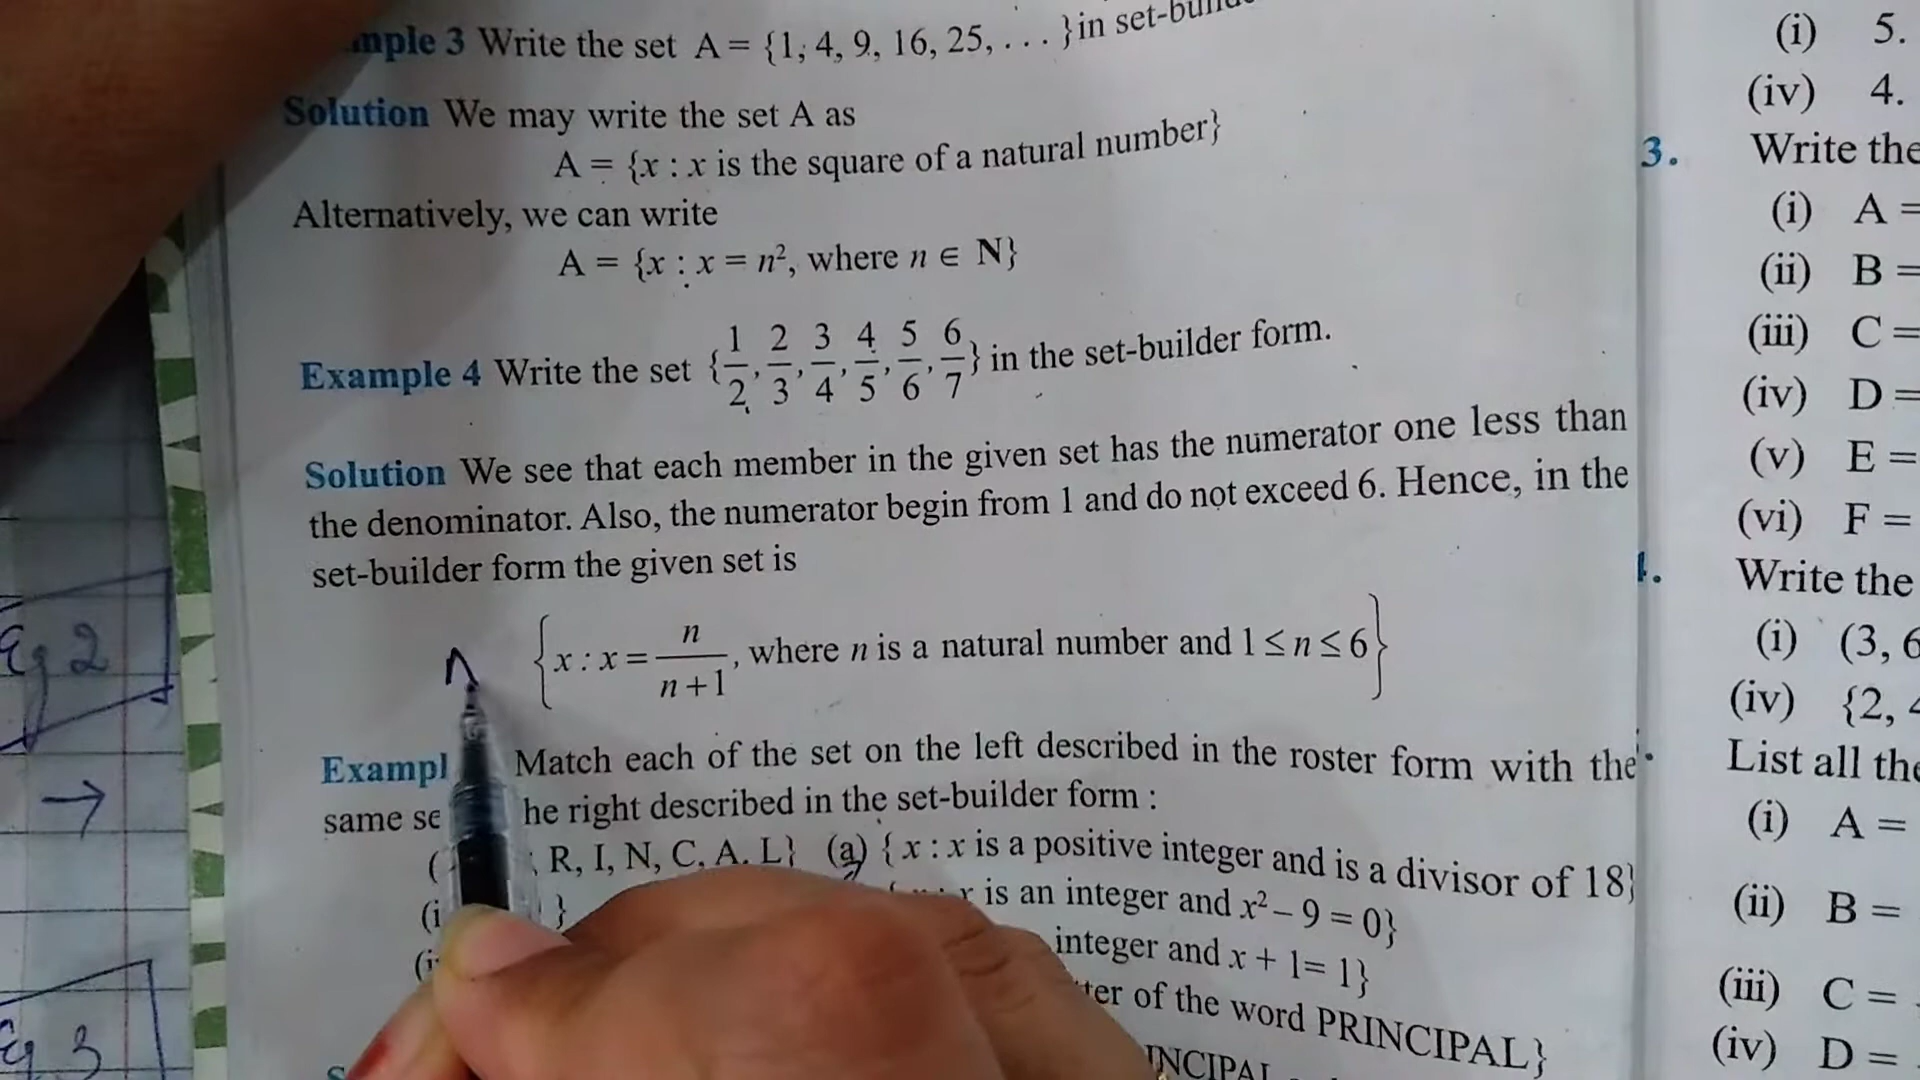 mple 3 Write the set A = {1, 4, 9, 16, 25, . . . }in set-
Solution We may write the set A as
A = {x : x is the square of a natural number}
Alternatively, we can write
A = {x : x = n², where n ∈ N}
Example 4 Write the set {1/2, 2/3, 3/4, 4/5, 5/6, 6/7} in the set-builder form.
Solution We see that each member in the given set has the numerator one less than
the denominator. Also, the numerator begin from 1 and do not exceed 6. Hence, in the
set-builder form the given set is
n {x : x = n/n+1, where n is a natural number and 1 ≤ n ≤ 6}
Exampl Match each of the set on the left described in the roster form with the
same se he right described in the set-builder form :
( , R, I, N, C, A, L} (a) { x : x is a positive integer and is a divisor of 18}
(i } x is an integer and x² – 9 = 0}
(i integer and x + 1= 1}
ter of the word PRINCIPAL}
INCIPAL
(i) 5.
(iv) 4.
3. Write the
(i) A =
(ii) B =
(iii) C =
(iv) D =
(v) E =
(vi) F =
Write the
(i) (3, 6
(iv) {2, 4
List all the
(i) A =
(ii) B =
(iii) C =
(iv) D =
Eg 2
→
Eg 3